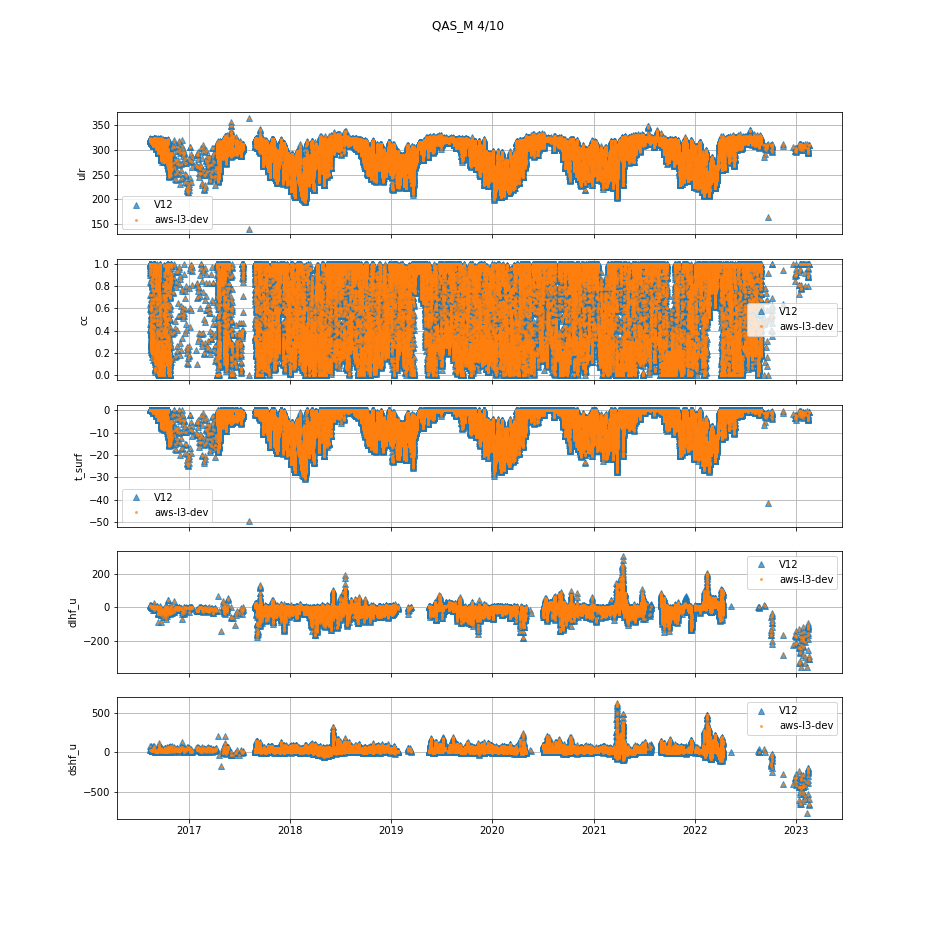 QAS_M 4/10
350
300
250
200
150
ulr
V12
aws-l3-dev
1.0
0.8
0.6
0.4
0.2
0.0
cc
V12
aws-l3-dev
0
−10
−20
−30
−40
−50
t_surf
V12
aws-l3-dev
200
0
−200
dlhf_u
V12
aws-l3-dev
500
0
−500
dshf_u
V12
aws-l3-dev
2017 2018 2019 2020 2021 2022 2023